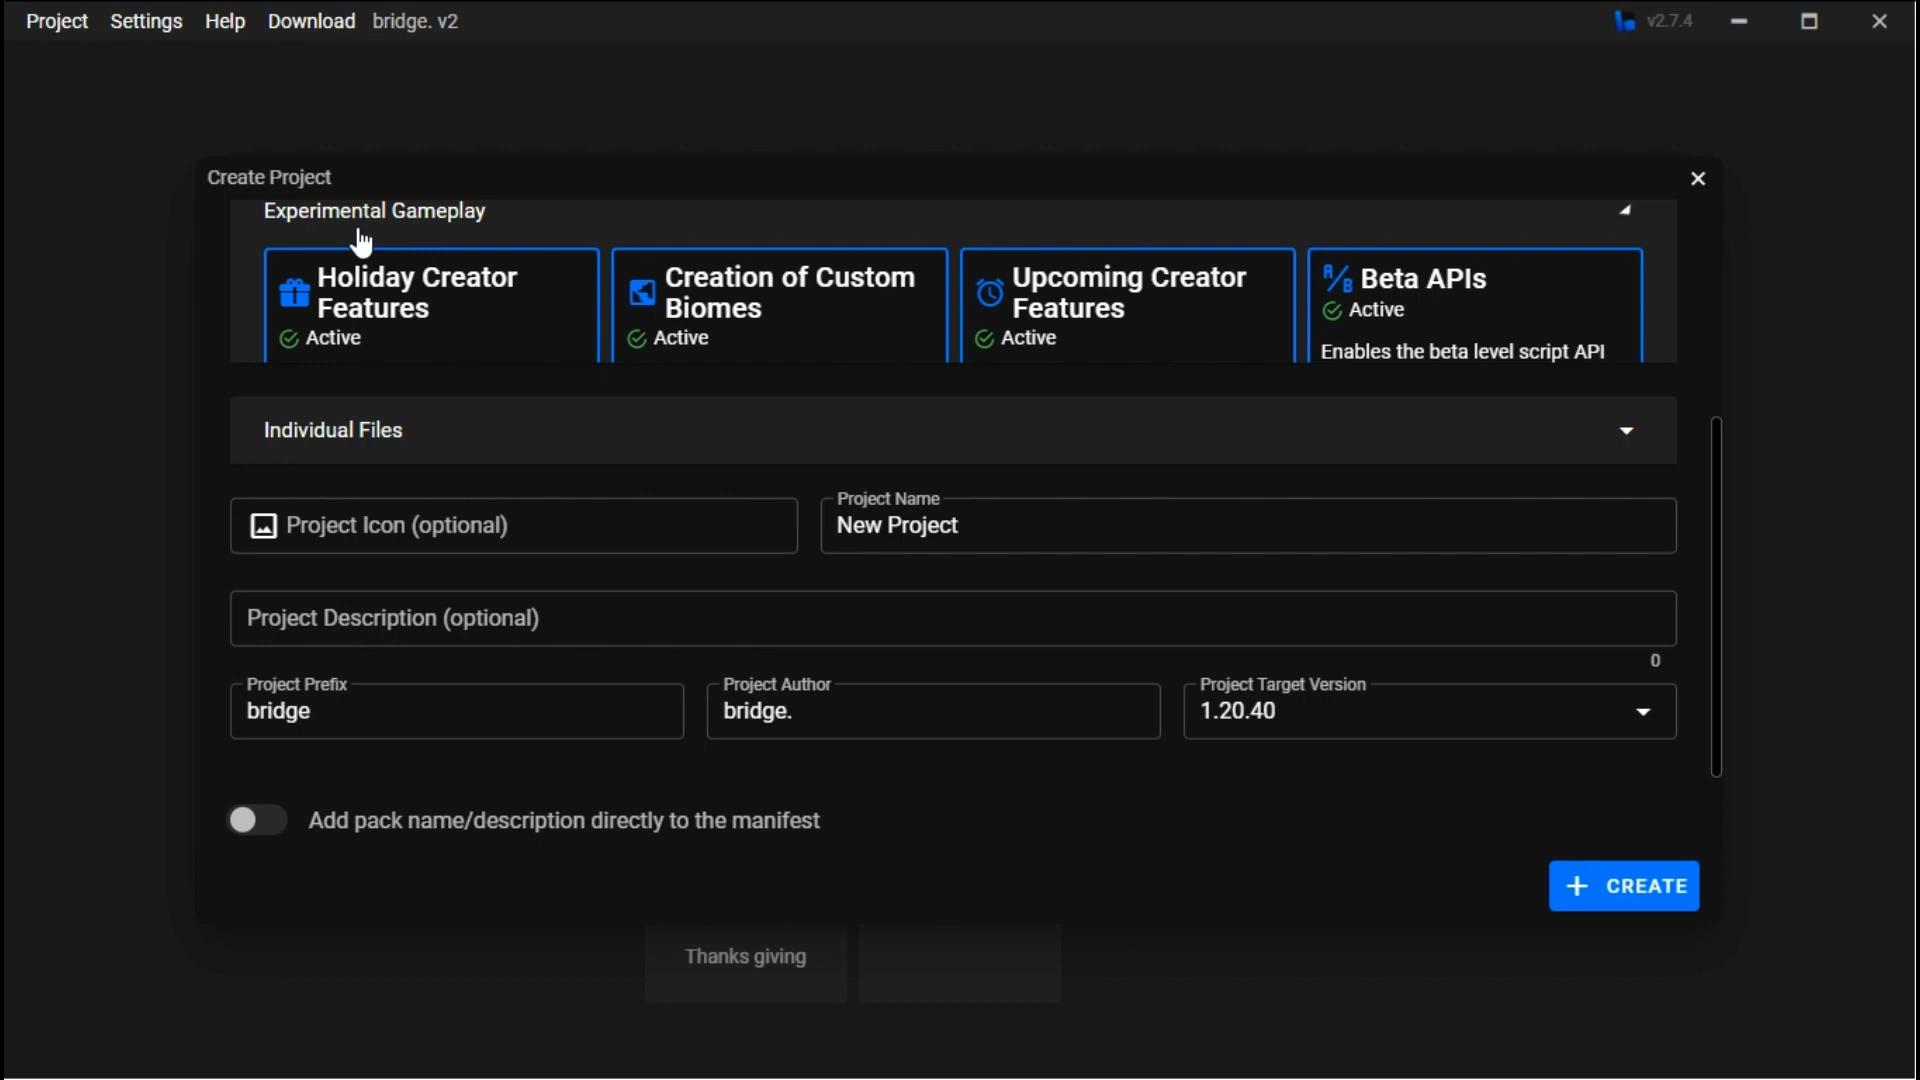 Project Settings Help Download bridge. v2 v2.7.4
Create Project
Experimental Gameplay
Holiday Creator
Features
Active
Creation of Custom
Biomes
Active
Upcoming Creator
Features
Active
A/B Beta APIs
Active
Enables the beta level script API
Individual Files
Project Icon (optional)
Project Name
New Project
Project Description (optional)
0
Project Prefix
bridge
Project Author
bridge.
Project Target Version
1.20.40
Add pack name/description directly to the manifest
+ CREATE
Thanks giving